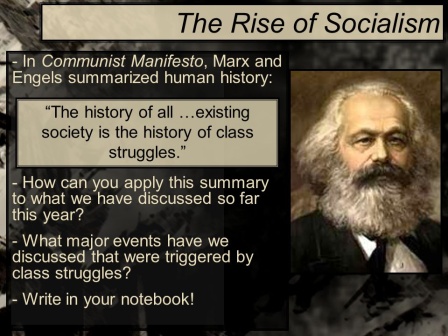 The Rise of Socialism
- In Communist Manifesto, Marx and
Engels summarized human history:
“The history of all …existing
society is the history of class
struggles.”
- How can you apply this summary
to what we have discussed so far
this year?
- What major events have we
discussed that were triggered by
class struggles?
- Write in your notebook!